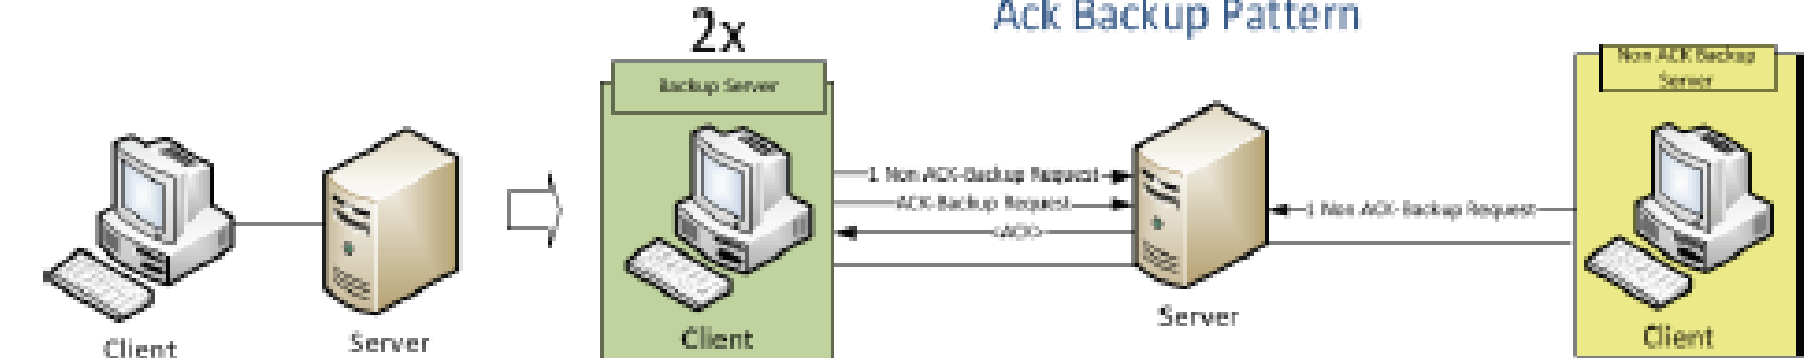 Ack Backup Pattern
2x
Backup Server
Non ACK Backup
Server
1 Non ACK-Backup Request
ACK-Backup Request
<ACK>
1 Non ACK-Backup Request
Client
Server
Client
Server
Client